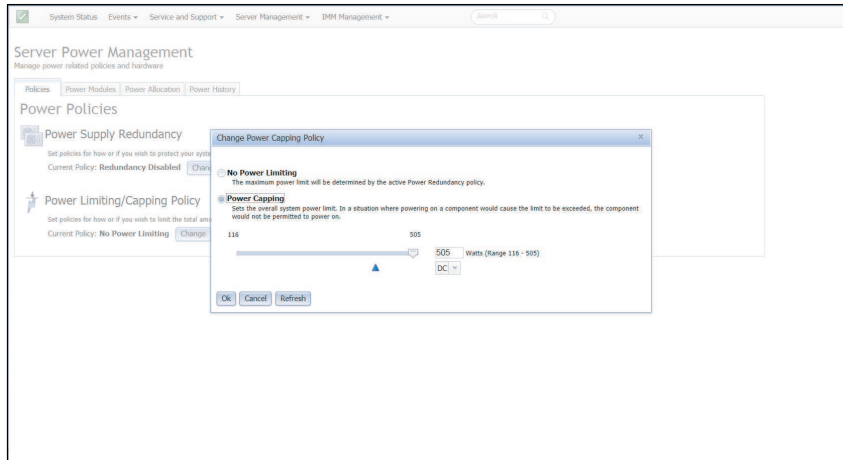 System Status Events Service and Support Server Management IMM Management Search
Server Power Management
Manage power related policies and hardware
Policies Power Modules Power Allocation Power History
Power Policies
Power Supply Redundancy
Set policies for how or if you wish to protect your syste
Current Policy: Redundancy Disabled Chan
Power Limiting/Capping Policy
Set policies for how or if you wish to limit the total amo
Current Policy: No Power Limiting Change
Change Power Capping Policy x
No Power Limiting
The maximum power limit will be determined by the active Power Redundancy policy.
Power Capping
Sets the overall system power limit. In a situation where powering on a component would cause the limit to be exceeded, the component
would not be permitted to power on.
116 505
505 Watts (Range 116 - 505)
DC
Ok Cancel Refresh